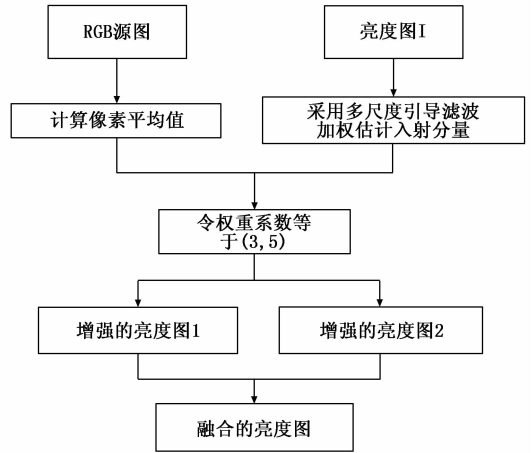 RGB源图
亮度图I
计算像素平均值
采用多尺度引导滤波
加权估计入射分量
令权重系数等
于(3,5)
增强的亮度图1
增强的亮度图2
融合的亮度图